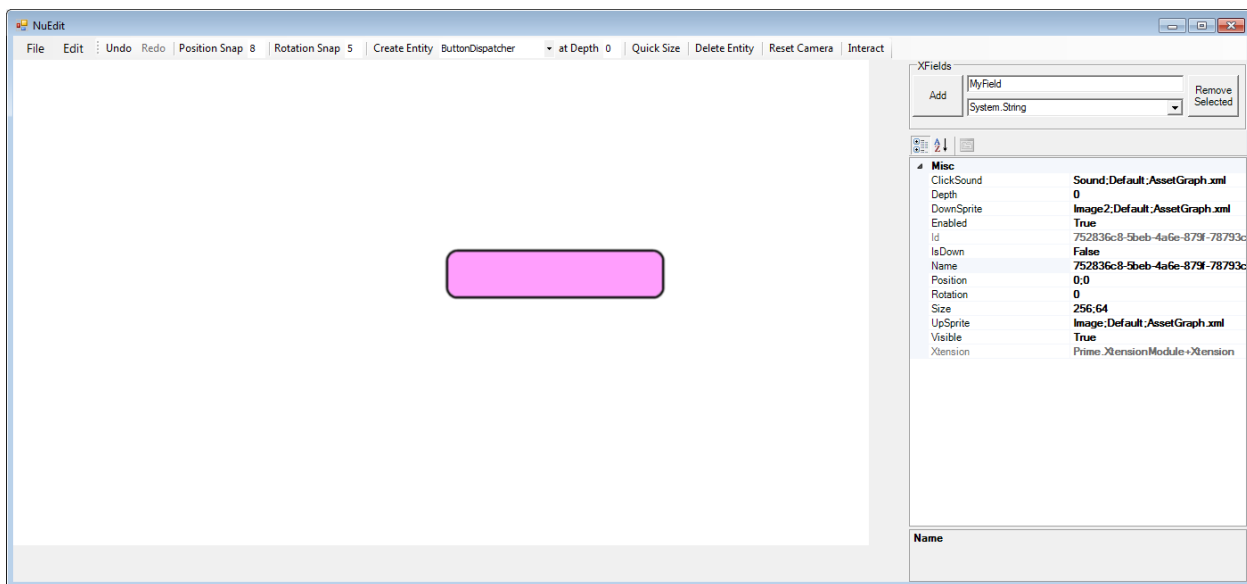 NuEdit
File Edit Undo Redo Position Snap 8 Rotation Snap 5 Create Entity ButtonDispatcher at Depth 0 Quick Size Delete Entity Reset Camera Interact
XFields
Add
MyField
System.String
Remove
Selected
Misc
ClickSound Sound;Default;AssetGraph.xml
Depth 0
DownSprite Image2;Default;AssetGraph.xml
Enabled True
Id 752836c8-5beb-4a6e-879f-78793c
IsDown False
Name 752836c8-5beb-4a6e-879f-78793c
Position 0;0
Rotation 0
Size 256;64
UpSprite Image;Default;AssetGraph.xml
Visible True
Xtension Prime.XtensionModule+Xtension
Name